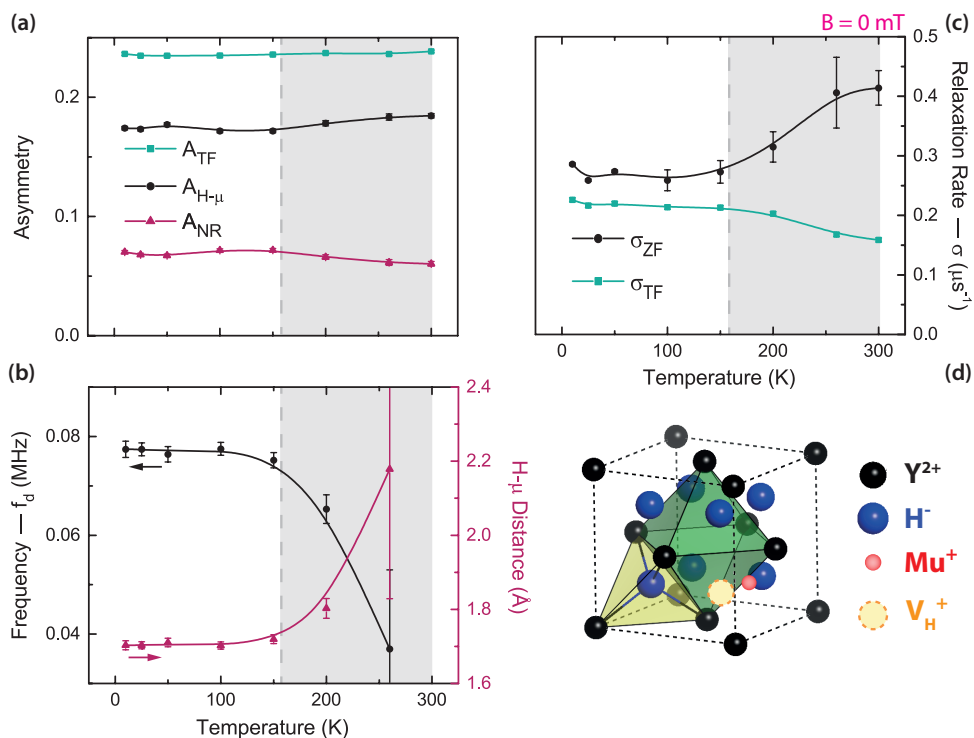 (a)
Asymmetry
0.2
0.1
0.0
A_TF
A_H-μ
A_NR
B = 0 mT
(c)
0.5
0.4
0.3
0.2
0.1
0.0
Relaxation Rate — σ (μs⁻¹)
σ_ZF
σ_TF
0
100
200
300
Temperature (K)
(b)
Frequency — f_d (MHz)
0.08
0.06
0.04
2.4
2.2
2.0
1.8
1.6
H-μ Distance (Å)
0
100
200
300
Temperature (K)
(d)
Y²⁺
H⁻
Mu⁺
V_H⁺